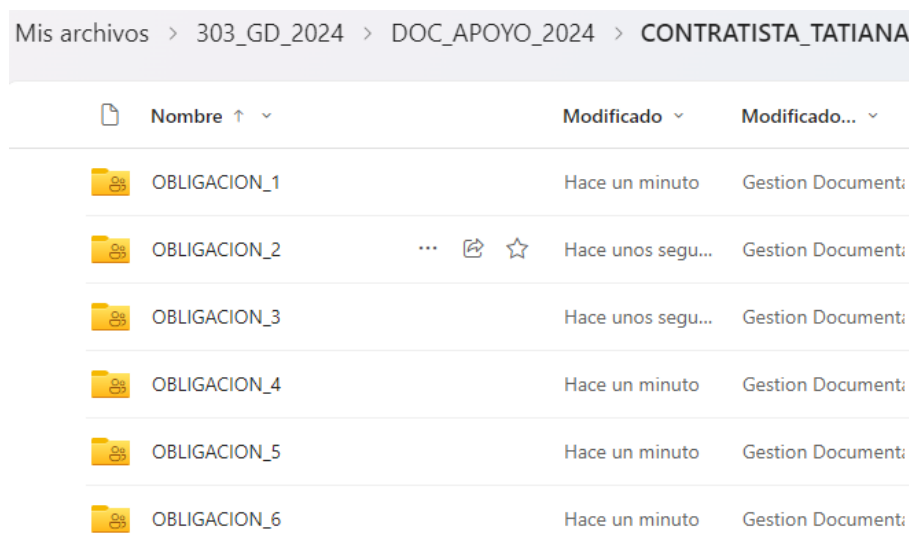 Mis archivos > 303_GD_2024 > DOC_APOYO_2024 > CONTRATISTA_TATIANA
Nombre ↑ Modificado Modificado...
OBLIGACION_1 Hace un minuto Gestion Documenta
OBLIGACION_2 ... Hace unos segu... Gestion Documenta
OBLIGACION_3 Hace unos segu... Gestion Documenta
OBLIGACION_4 Hace un minuto Gestion Documenta
OBLIGACION_5 Hace un minuto Gestion Documenta
OBLIGACION_6 Hace un minuto Gestion Documenta